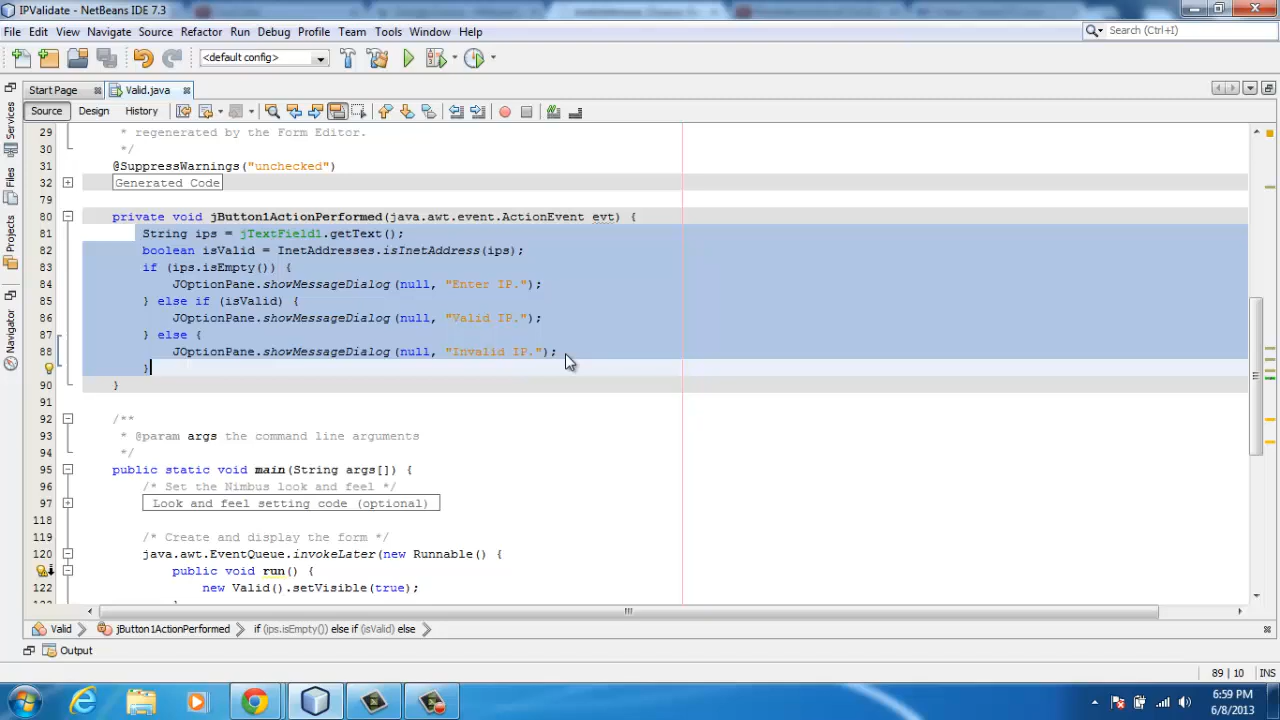 IPValidate - NetBeans IDE 7.3
File Edit View Navigate Source Refactor Run Debug Profile Team Tools Window Help
Search (Ctrl+I)
<default config>
Start Page
Valid.java
Source Design History
Services
Files
Projects
Navigator
29 * regenerated by the Form Editor.
30 */
31 @SuppressWarnings("unchecked")
32 Generated Code
79
80 private void jButton1ActionPerformed(java.awt.event.ActionEvent evt) {
81 String ips = jTextField1.getText();
82 boolean isValid = InetAddresses.isInetAddress(ips);
83 if (ips.isEmpty()) {
84 JOptionPane.showMessageDialog(null, "Enter IP.");
85 } else if (isValid) {
86 JOptionPane.showMessageDialog(null, "Valid IP.");
87 } else {
88 JOptionPane.showMessageDialog(null, "Invalid IP.");
}
90 }
91
92 /**
93 * @param args the command line arguments
94 */
95 public static void main(String args[]) {
96 /* Set the Nimbus look and feel */
97 Look and feel setting code (optional)
118
119 /* Create and display the form */
120 java.awt.EventQueue.invokeLater(new Runnable() {
public void run() {
122 new Valid().setVisible(true);
}
Valid jButton1ActionPerformed if (ips.isEmpty()) else if (isValid) else
Output
89 | 10 INS
6:59 PM
6/8/2013